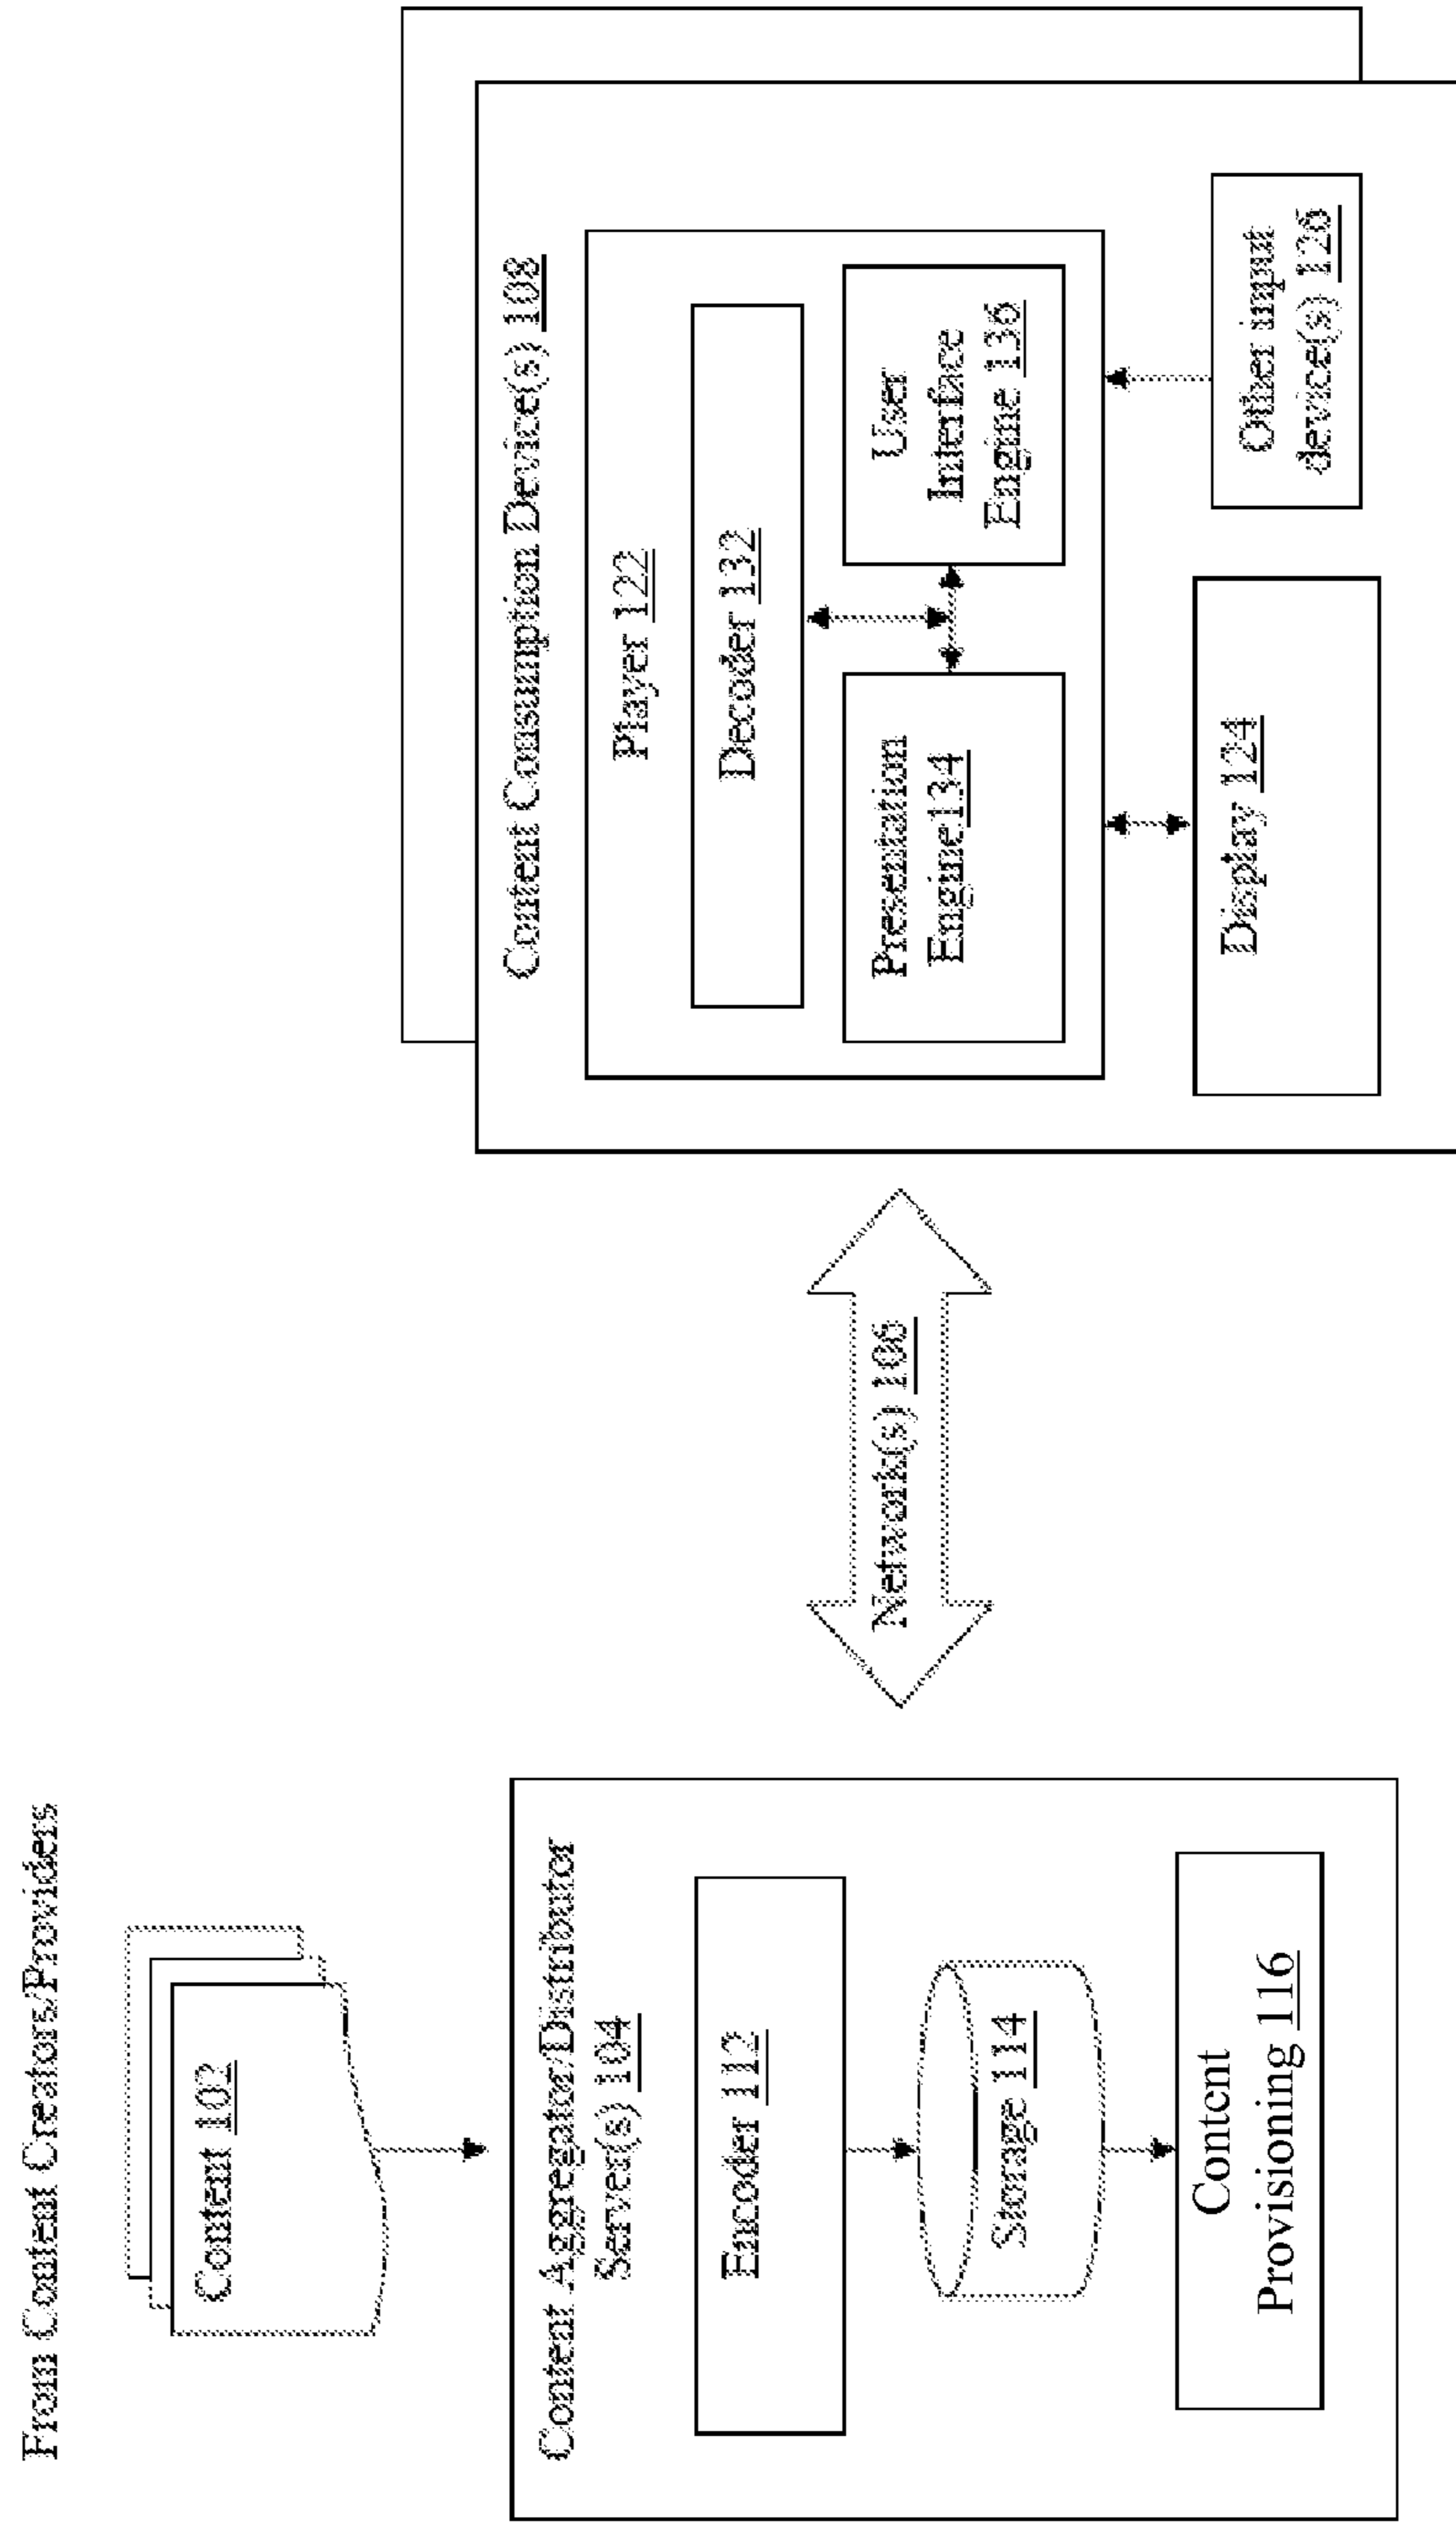 From Content Creators/Providers
Content 102
Content Aggregator/Distributor
Server(s) 104
Encoder 112
Storage 114
Content
Provisioning 116
Network(s) 106
Content Consumption Device(s) 108
Player 122
Decoder 132
Presentation
Engine134
User
Interface
Engine 136
Display 124
Other input
device(s) 126